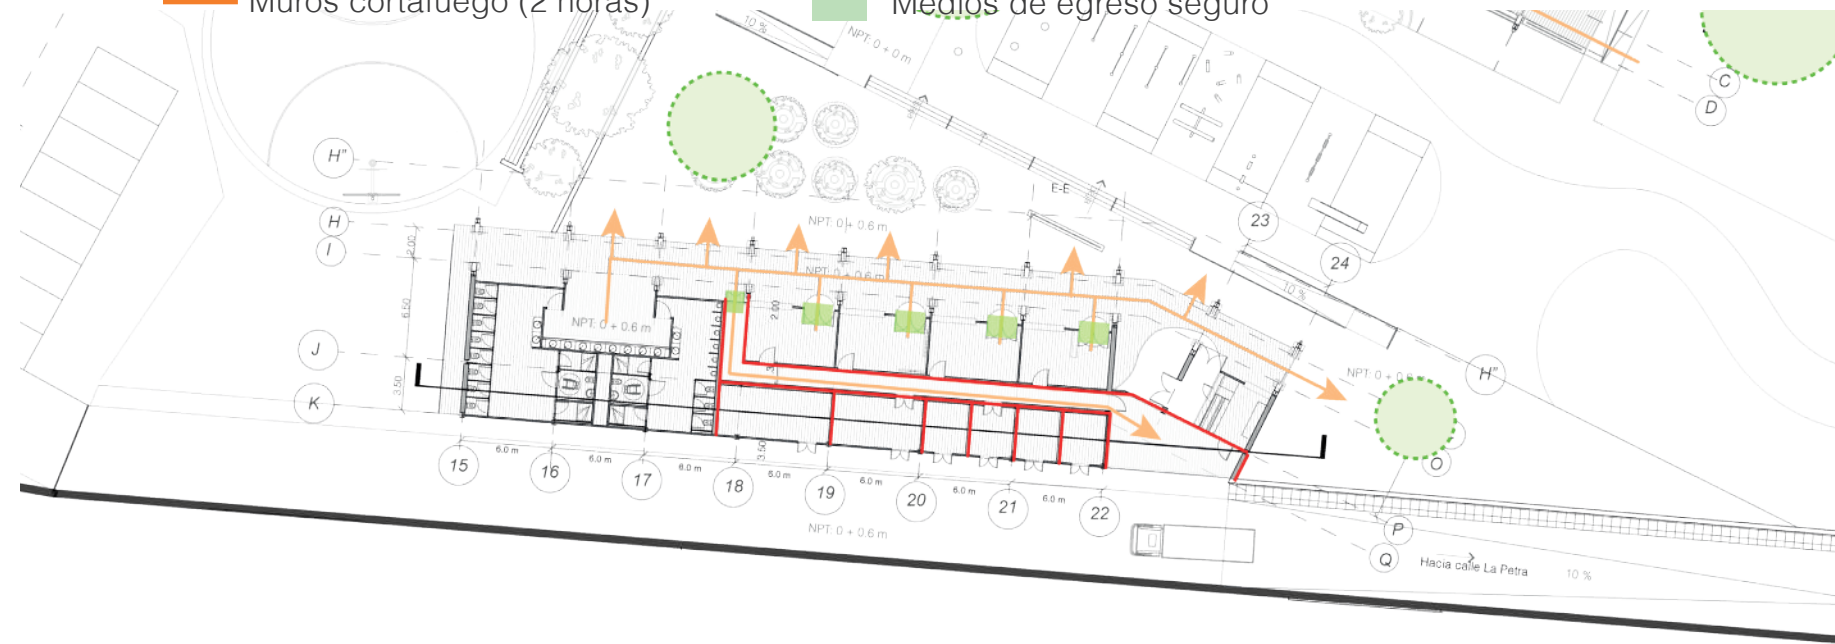 Muros cortafuego (2 horas)
Medios de egreso seguro
10 %
NPT: 0 + 0 m
C
D
H"
E-E
H
I
2.00
NPT: 0 + 0.6 m
23
24
NPT: 0 + 0.6 m
10 %
6.50
2.00
NPT: 0 + 0.6 m
J
H"
3.50
K
3.50
O
15
6.0 m
16
6.0 m
17
6.0 m
18
6.0 m
19
6.0 m
20
6.0 m
21
6.0 m
22
NPT: 0 + 0.6 m
P
Q
Hacia calle La Petra
10 %